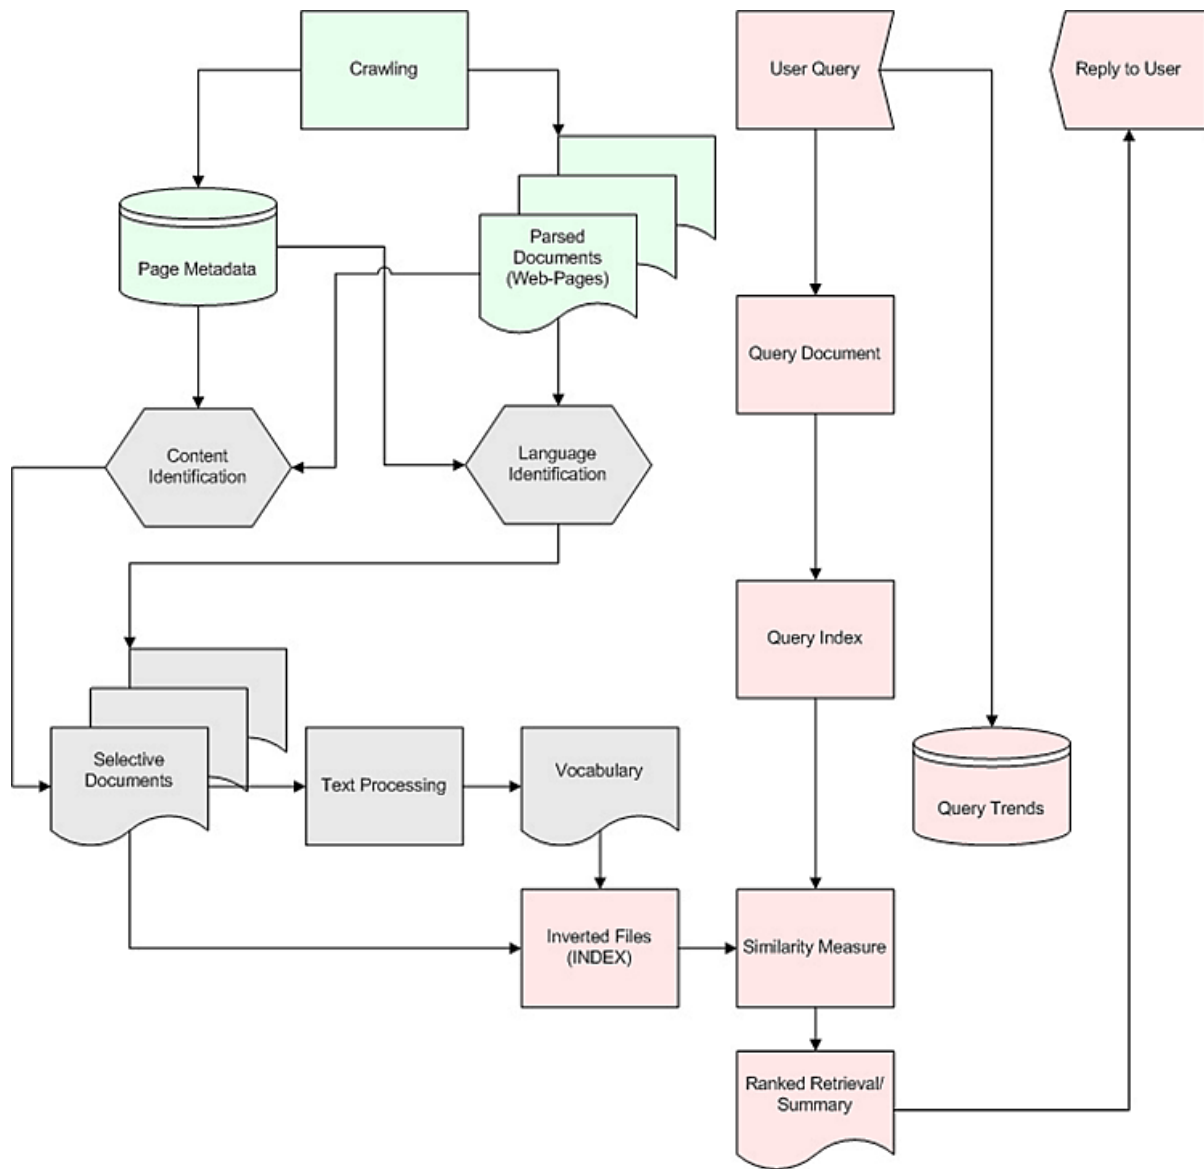 Crawling
User Query
Reply to User
Page Metadata
Parsed
Documents
(Web-Pages)
Query Document
Content
Identification
Language
Identification
Query Index
Selective
Documents
Text Processing
Vocabulary
Query Trends
Inverted Files
(INDEX)
Similarity Measure
Ranked Retrieval/
Summary